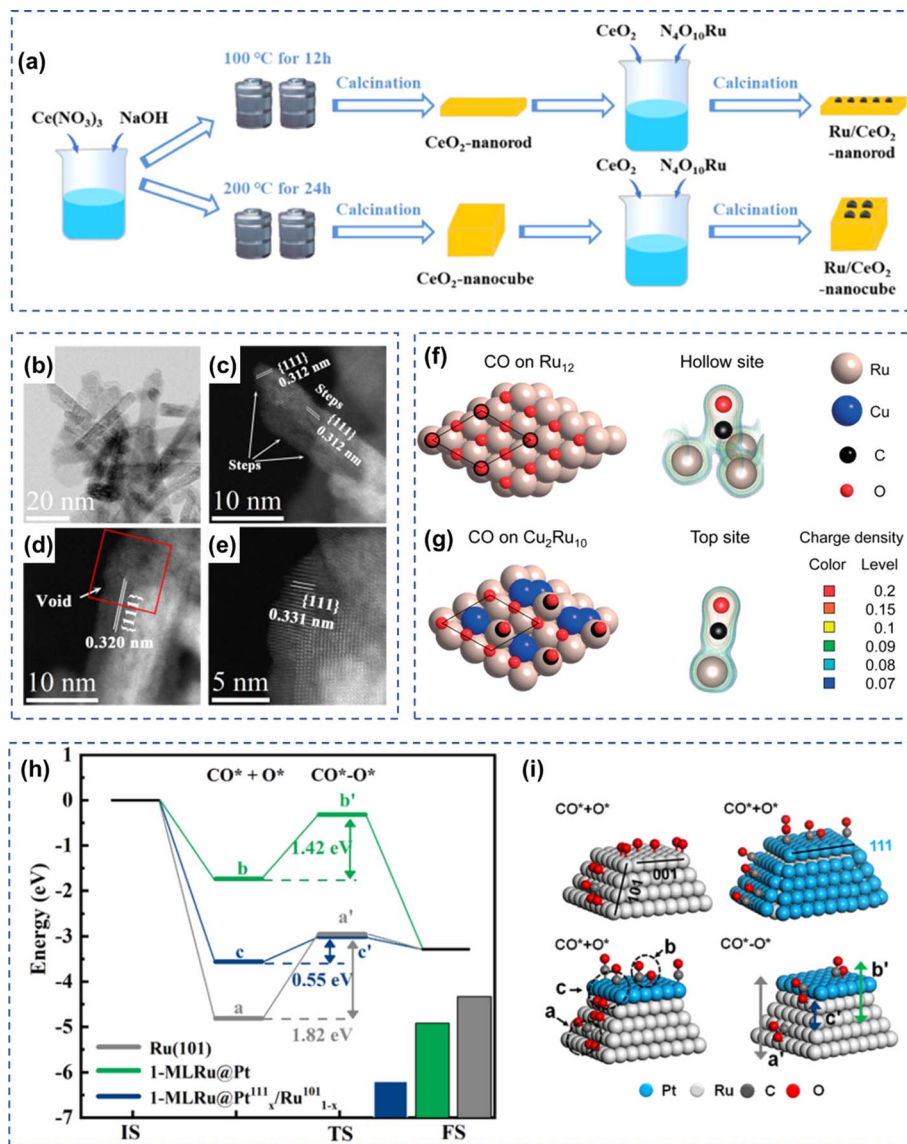 (a)
100 °C for 12h
Ce(NO₃)₃ NaOH
Calcination
CeO₂-nanorod
CeO₂ N₄O₁₀Ru
Calcination
Ru/CeO₂
-nanorod
200 °C for 24h
Calcination
CeO₂-nanocube
CeO₂ N₄O₁₀Ru
Calcination
Ru/CeO₂
-nanocube
(b)
20 nm
(c)
{111}
0.312 nm
Steps
{111}
0.312 nm
Steps
10 nm
(d)
Void
{111}
0.320 nm
10 nm
(e)
{111}
0.331 nm
5 nm
(f)
CO on Ru₁₂
Hollow site
Ru
Cu
C
O
(g)
CO on Cu₂Ru₁₀
Top site
Charge density
Color Level
0.2
0.15
0.1
0.09
0.08
0.07
(h)
CO* + O* CO*-O*
Energy (eV)
1
0
-1
-2
-3
-4
-5
-6
-7
b'
1.42 eV
b
a'
c
c'
0.55 eV
a
1.82 eV
Ru(101)
1-MLRu@Pt
1-MLRu@Pt¹¹¹ₓ/Ru¹⁰¹₁₋ₓ
IS TS FS
(i)
CO*+O*
001
101
CO*+O*
111
CO*+O*
b
c
a
CO*-O*
b'
c'
a'
Pt Ru C O